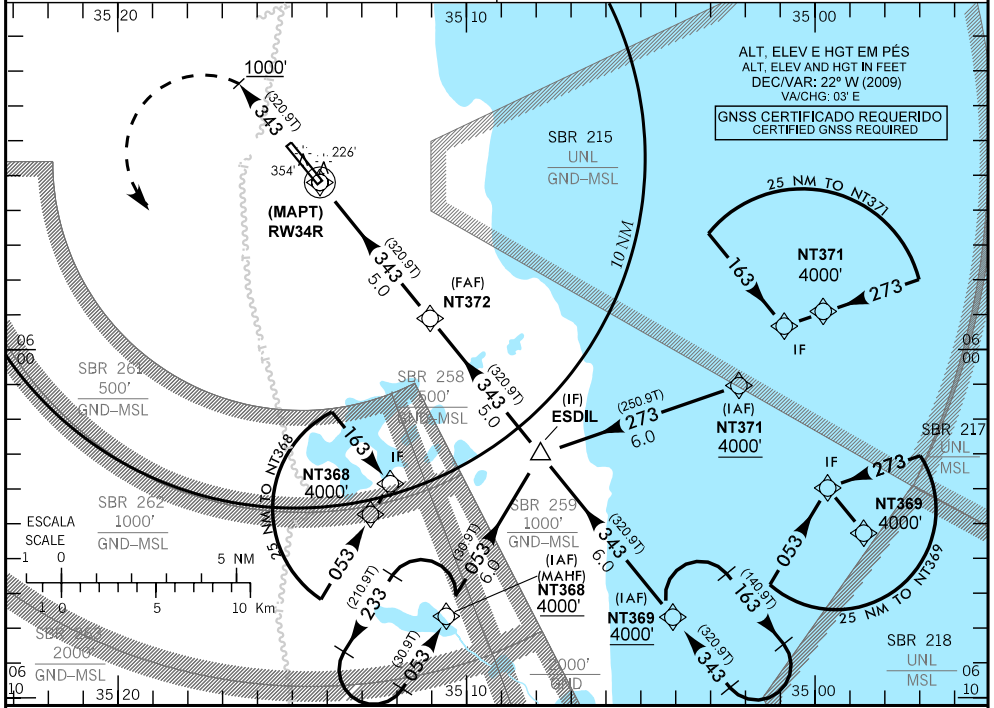 35 20
35 10
35 00
ALT, ELEV E HGT EM PÉS
ALT, ELEV AND HGT IN FEET
DEC/VAR: 22º W (2009)
VA/CHG: 03' E
GNSS CERTIFICADO REQUERIDO
CERTIFIED GNSS REQUIRED
1000'
(320.9T)
343
226'
354'
(MAPT)
RW34R
SBR 215
UNL
GND-MSL
10 NM
25 NM TO NT371
NT371
4000'
163
273
IF
(320.9T)
343
5.0
(FAF)
NT372
06
00
06
00
SBR 261
500'
GND-MSL
SBR 258
500'
GND-MSL
(320.9T)
343
5.0
(IF)
ESDIL
(250.9T)
273
6.0
(IAF)
NT371
4000'
SBR 217
UNL
MSL
25 NM TO NT368
163
IF
NT368
4000'
053
SBR 262
1000'
GND-MSL
ESCALA
SCALE
1 0 5 NM
1 0 5 10 Km
SBR 259
1000'
GND-MSL
(30.9T)
053
6.0
(320.9T)
343
6.0
IF
273
NT369
4000'
053
25 NM TO NT369
(IAF)
(MAHF)
NT368
4000'
(210.9T)
233
(30.9T)
053
(IAF)
NT369
4000'
(140.9T)
163
(320.9T)
343
2000'
GND-MSL
2000'
GND
SBR 218
UNL
MSL
06
10
06
10
35 20
35 10
35 00